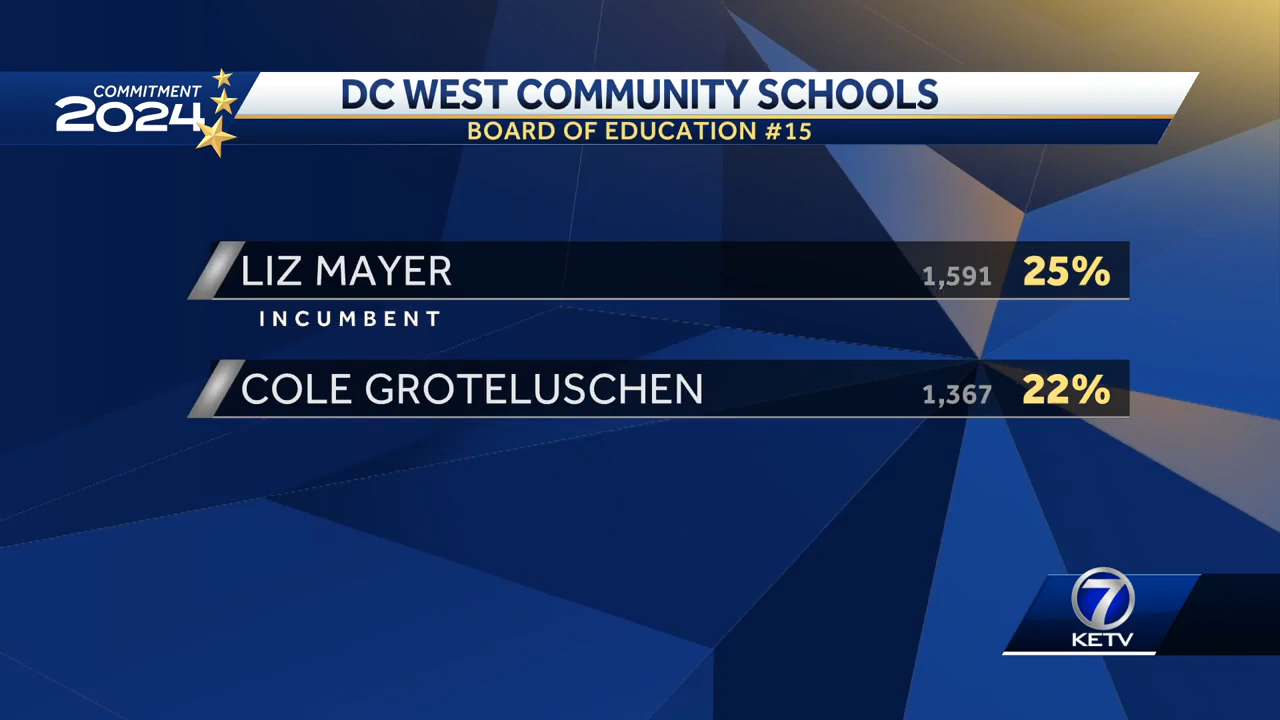 COMMITMENT
2024
DC WEST COMMUNITY SCHOOLS
BOARD OF EDUCATION #15
LIZ MAYER 1,591 25%
INCUMBENT
COLE GROTELUSCHEN 1,367 22%
7
KETV